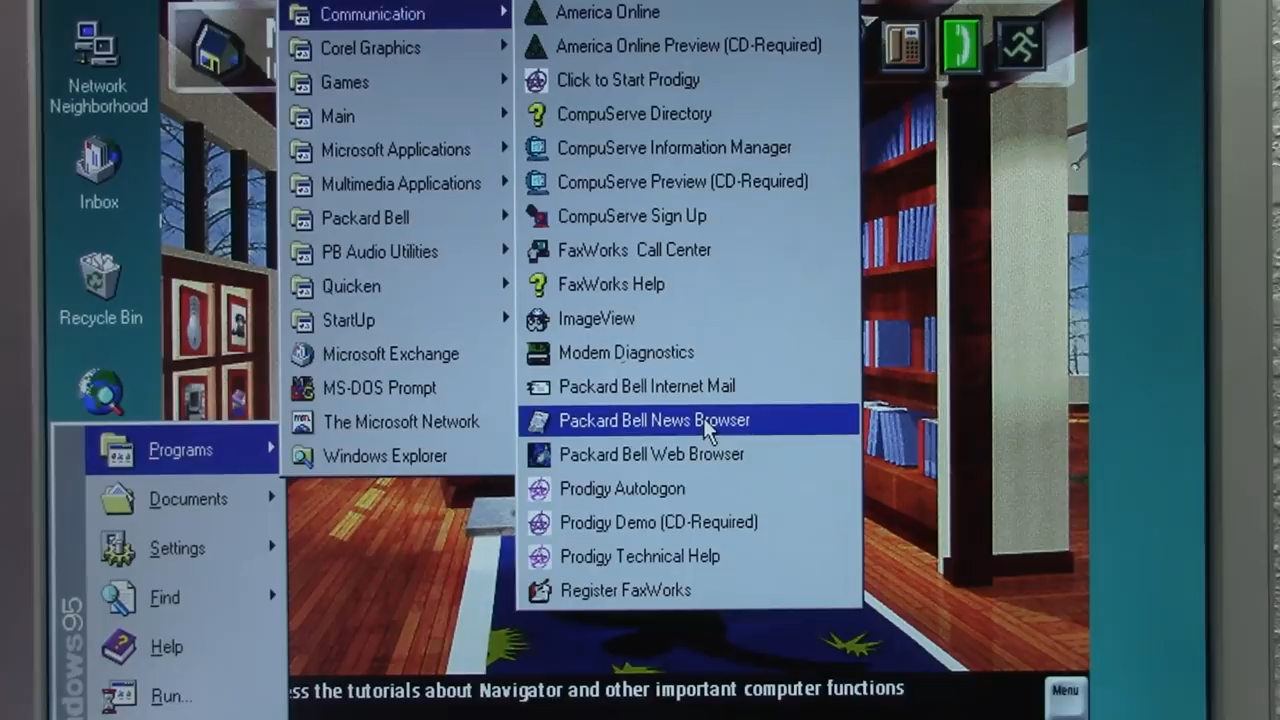 Network
Neighborhood
Inbox
Recycle Bin
Programs
Documents
Settings
Find
Help
Run...
dows95
Communication
Corel Graphics
Games
Main
Microsoft Applications
Multimedia Applications
Packard Bell
PB Audio Utilities
Quicken
StartUp
Microsoft Exchange
MS-DOS Prompt
The Microsoft Network
Windows Explorer
America Online
America Online Preview (CD-Required)
Click to Start Prodigy
CompuServe Directory
CompuServe Information Manager
CompuServe Preview (CD-Required)
CompuServe Sign Up
FaxWorks Call Center
FaxWorks Help
ImageView
Modem Diagnostics
Packard Bell Internet Mail
Packard Bell News Browser
Packard Bell Web Browser
Prodigy Autologon
Prodigy Demo (CD-Required)
Prodigy Technical Help
Register FaxWorks
ess the tutorials about Navigator and other important computer functions
Menu